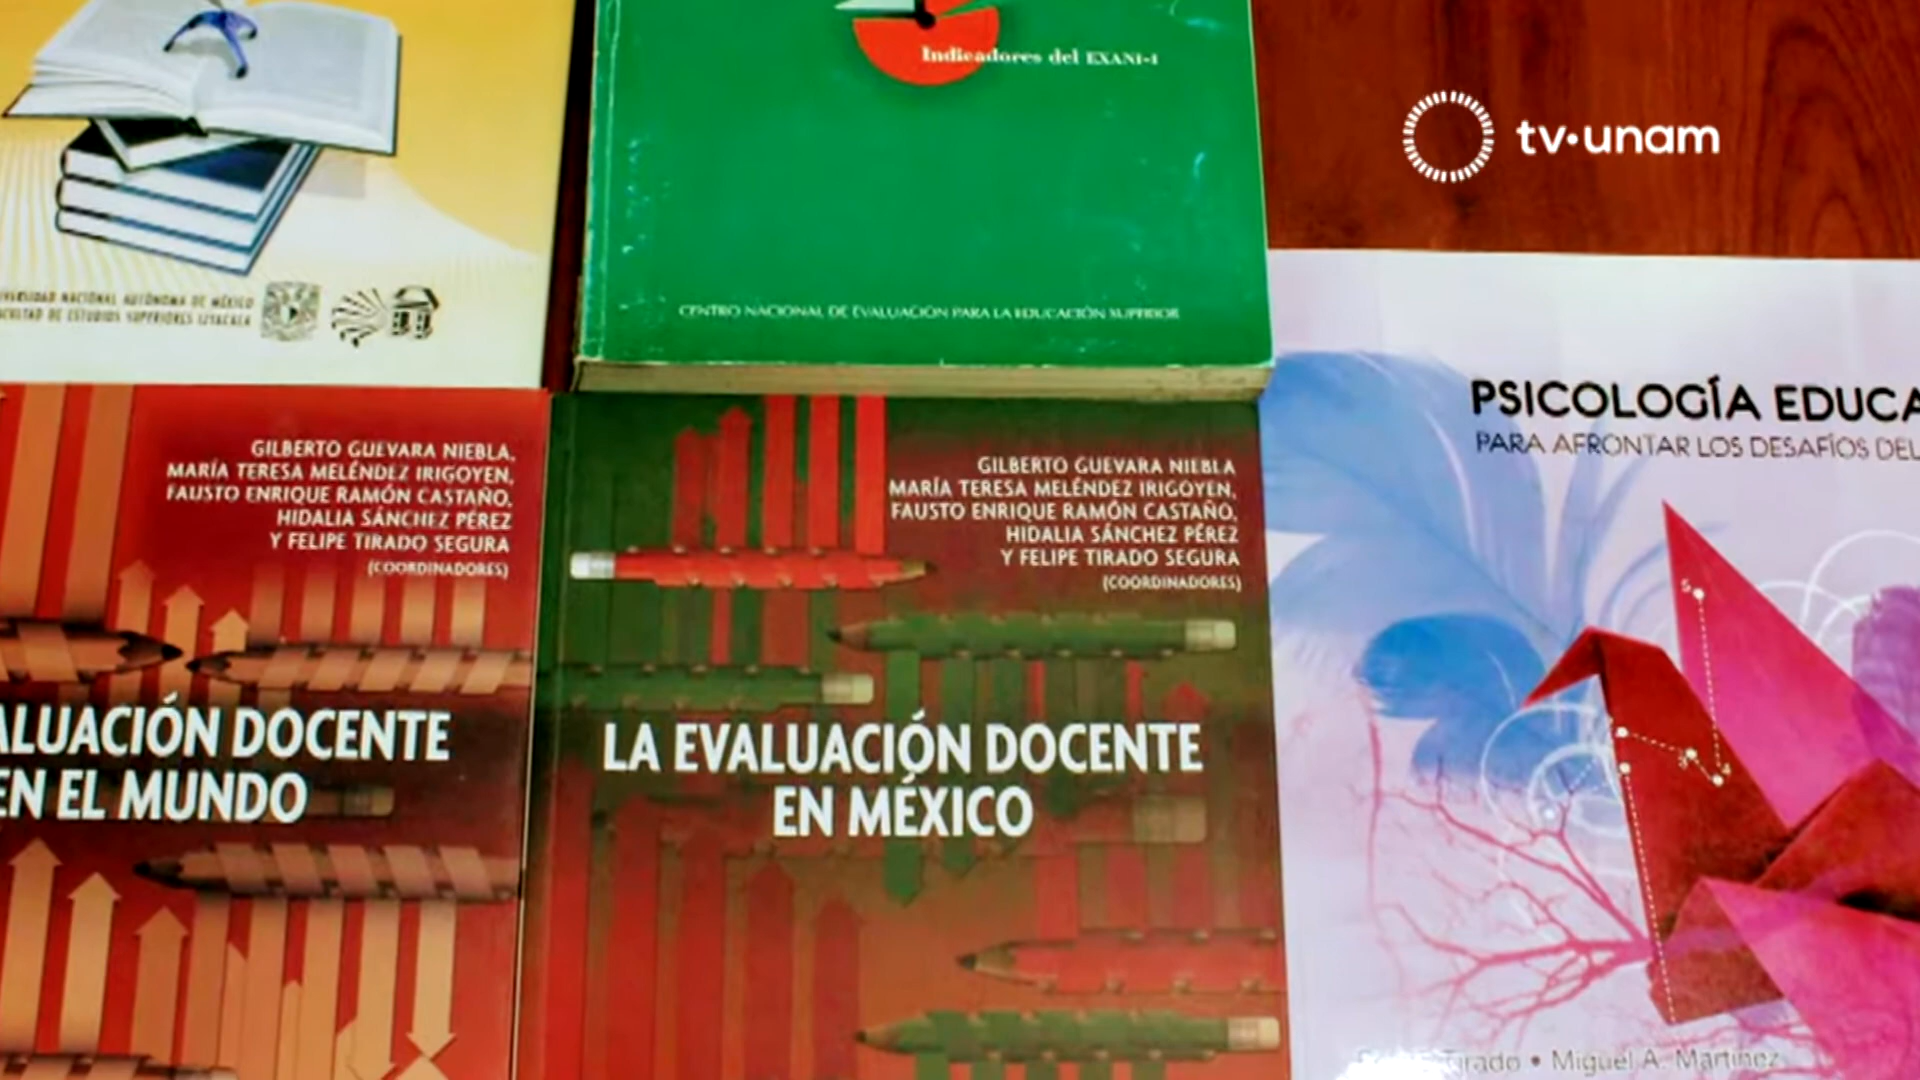 Indicadores del EXANI-I
tv·unam
NACIONAL AUTÓNOMA DE MÉXICO
DE ESTUDIOS SUPERIORES IZTACALA
CENTRO NACIONAL DE EVALUACIÓN PARA LA EDUCACIÓN SUPERIOR
GILBERTO GUEVARA NIEBLA,
MARÍA TERESA MELÉNDEZ IRIGOYEN,
FAUSTO ENRIQUE RAMÓN CASTAÑO,
HIDALIA SÁNCHEZ PÉREZ
Y FELIPE TIRADO SEGURA
(COORDINADORES)
ALUACIÓN DOCENTE
EN EL MUNDO
GILBERTO GUEVARA NIEBLA
MARÍA TERESA MELÉNDEZ IRIGOYEN,
FAUSTO ENRIQUE RAMÓN CASTAÑO,
HIDALIA SÁNCHEZ PÉREZ
Y FELIPE TIRADO SEGURA
(COORDINADORES)
LA EVALUACIÓN DOCENTE
EN MÉXICO
PSICOLOGÍA EDUCA
PARA AFRONTAR LOS DESAFÍOS DEL
Tirado • Miguel A. Martínez